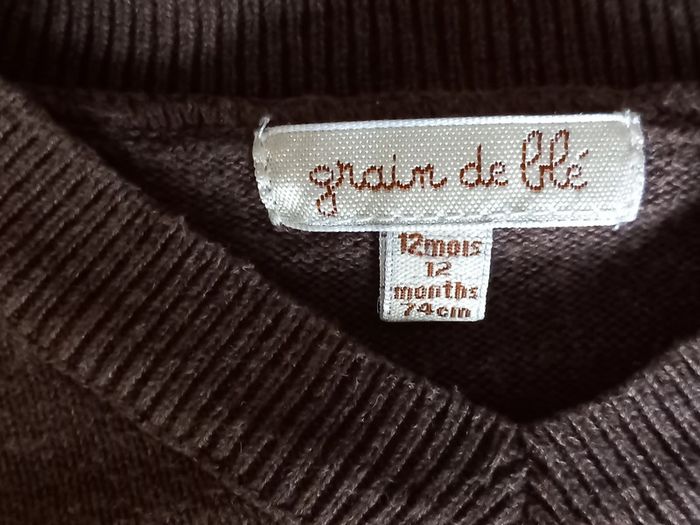 grain de blé
12mois
12
months
74cm